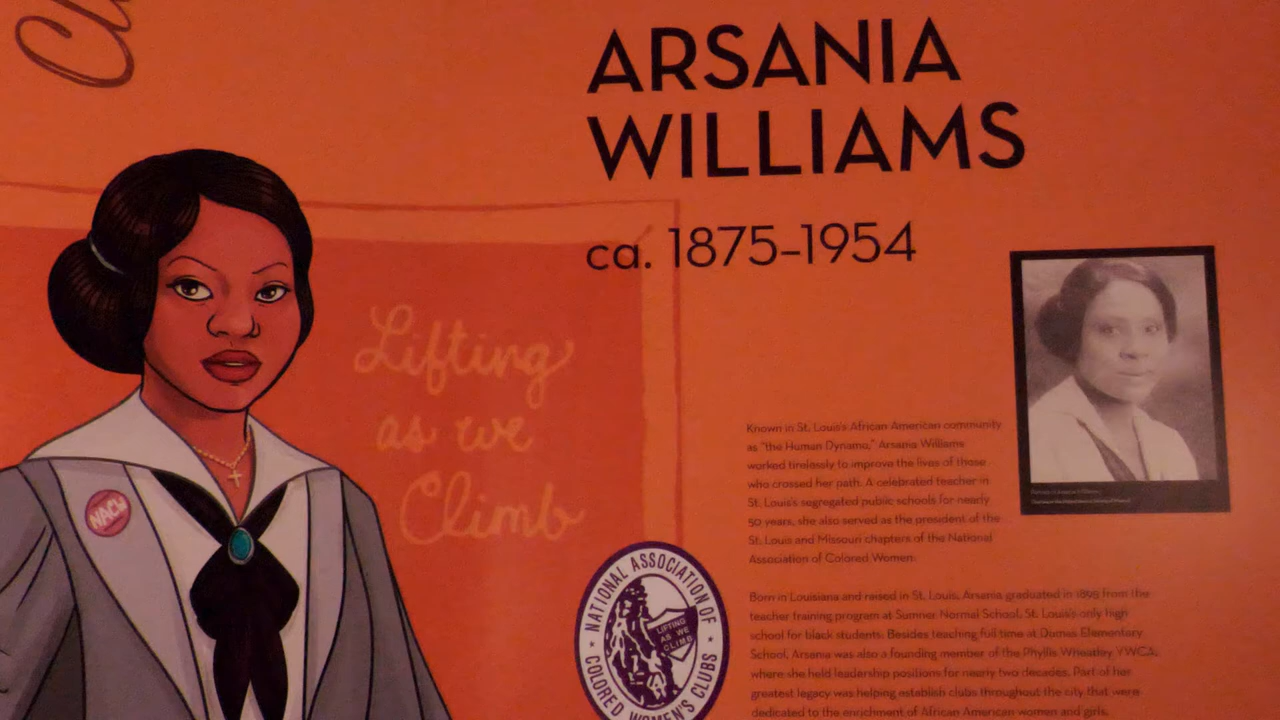 Cl
ARSANIA
WILLIAMS
ca. 1875-1954
Lifting
as we
Climb
NACW
Known in St. Louis's African American community
as "the Human Dynamo," Arsania Williams
worked tirelessly to improve the lives of those
who crossed her path. A celebrated teacher in
St. Louis's segregated public schools for nearly
50 years, she also served as the president of the
St. Louis and Missouri chapters of the National
Association of Colored Women.
Born in Louisiana and raised in St. Louis, Arsania graduated in 1895 from the
teacher training program at Sumner Normal School, St. Louis's only high
school for black students. Besides teaching full time at Dumas Elementary
School, Arsania was also a founding member of the Phyllis Wheatley YWCA,
where she held leadership positions for nearly two decades. Part of her
greatest legacy was helping establish clubs throughout the city that were
dedicated to the enrichment of African American women and girls.
NATIONAL ASSOCIATION OF
COLORED WOMEN'S CLUBS
LIFTING
AS WE
CLIMB